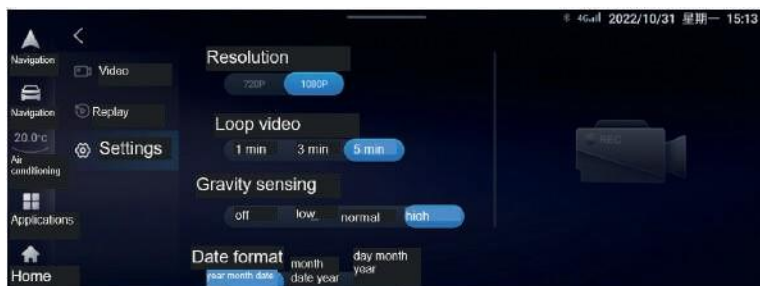 4G 2022/10/31 星期一 15:13
Navigation
Navigation
20.0°c
Air
conditioning
Applications
Home
Video
Replay
Settings
Resolution
720P 1080P
Loop video
1 min 3 min 5 min
Gravity sensing
off low normal high
Date format
year month date
month
date year
day month
year
REC